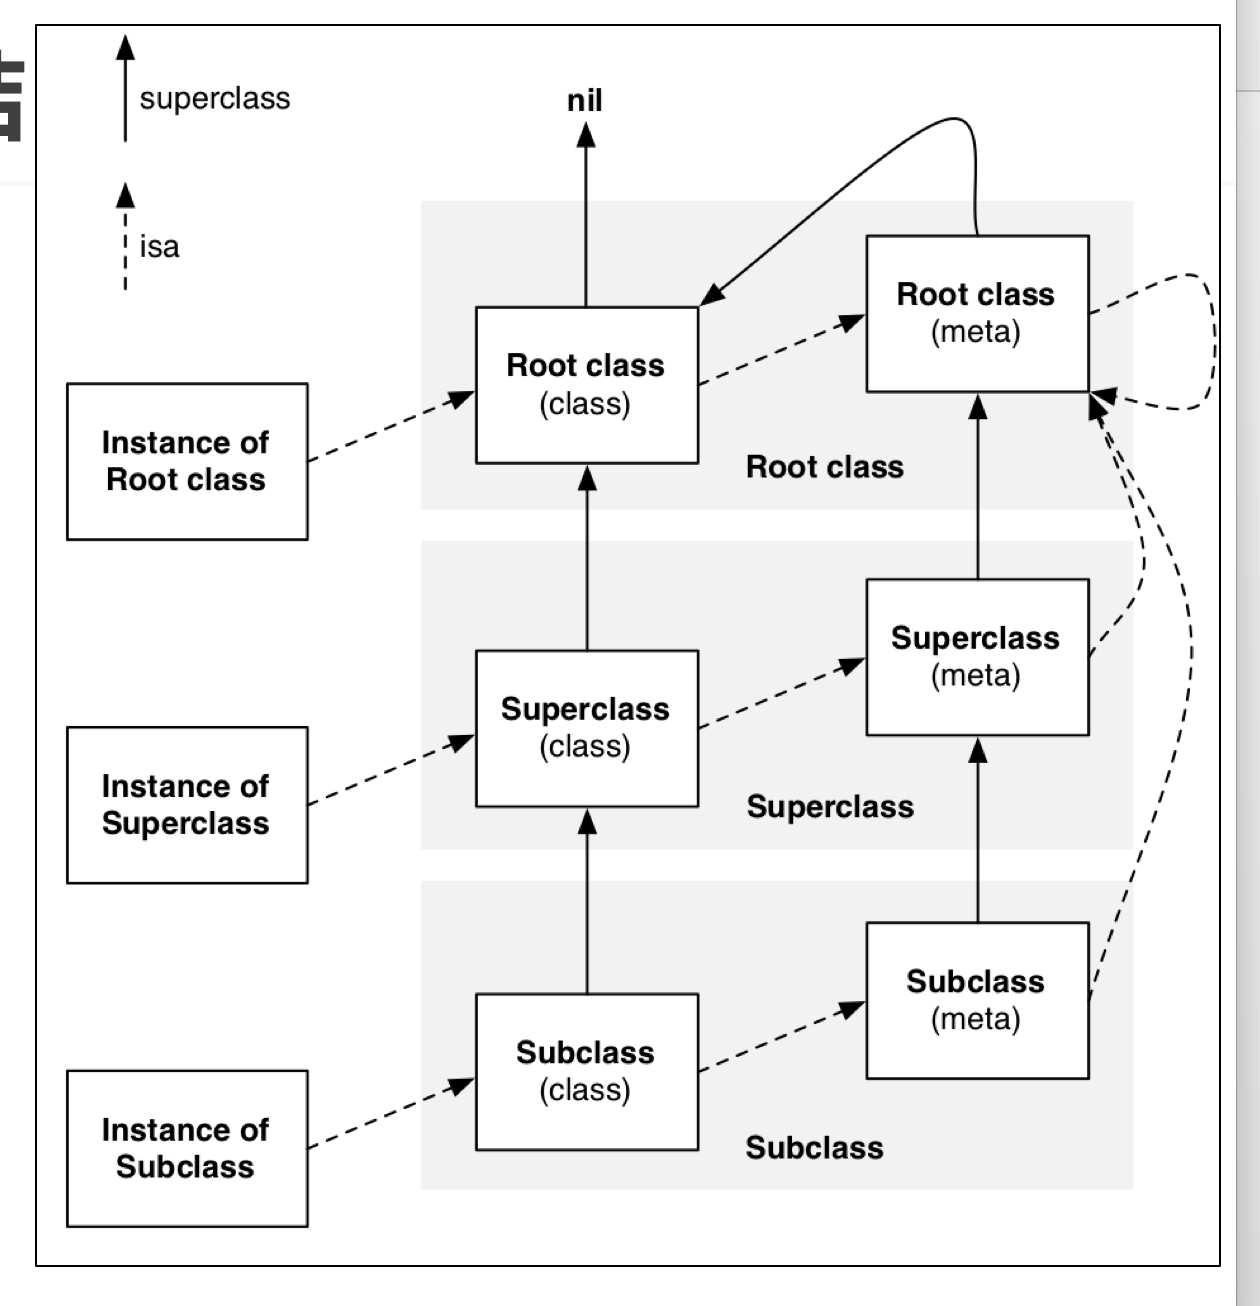 superclass
nil
isa
Root class
(meta)
Root class
(class)
Instance of
Root class
Root class
Superclass
(meta)
Superclass
(class)
Instance of
Superclass
Superclass
Subclass
(meta)
Subclass
(class)
Instance of
Subclass
Subclass